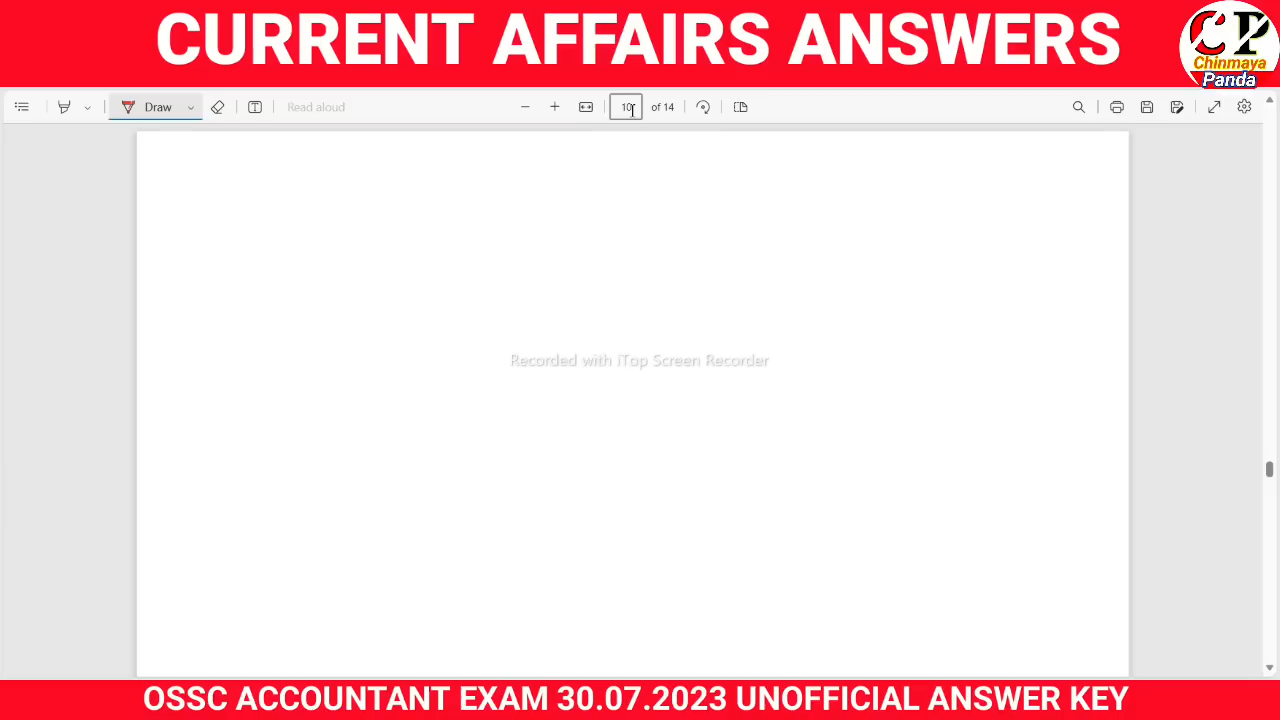 CURRENT AFFAIRS ANSWERS
CP
Chinmaya
Panda
Draw
Read aloud
10
of 14
Recorded with iTop Screen Recorder
OSSC ACCOUNTANT EXAM 30.07.2023 UNOFFICIAL ANSWER KEY